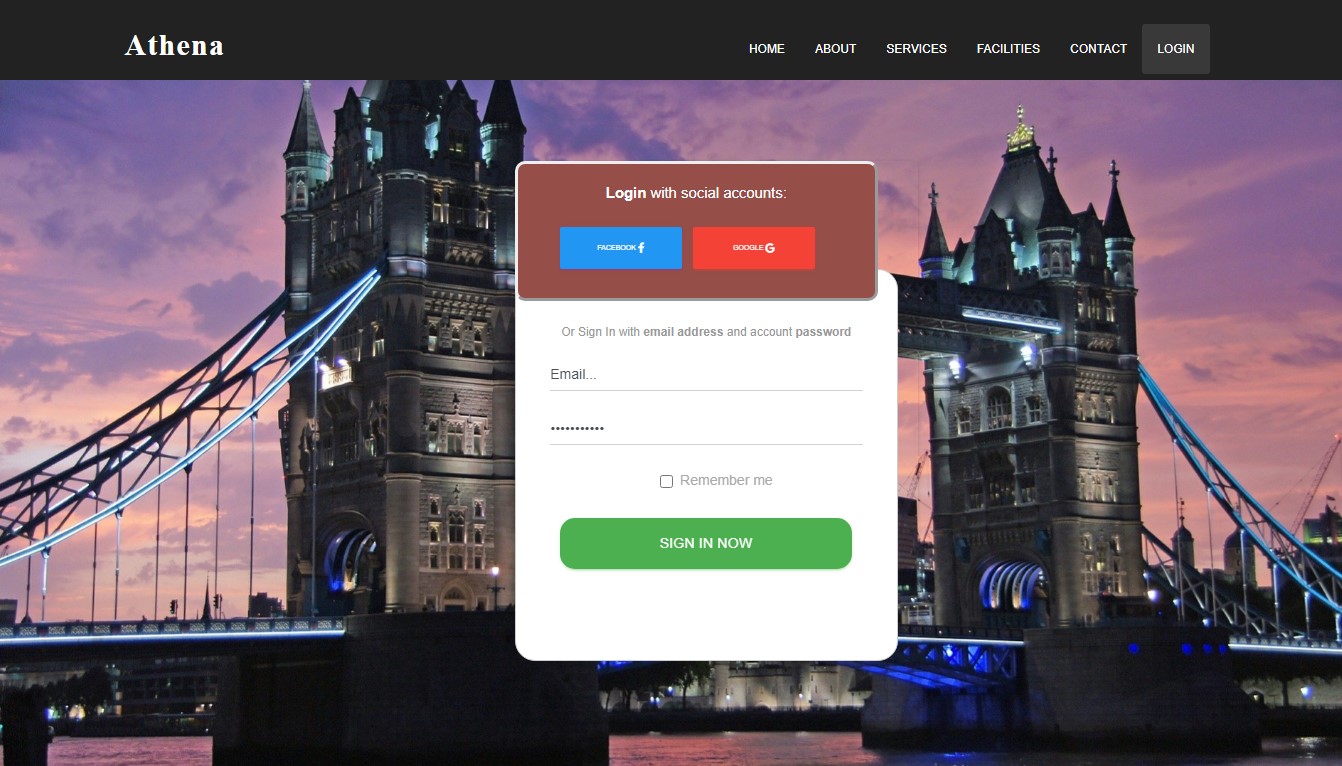 Athena
HOME ABOUT SERVICES FACILITIES CONTACT LOGIN
Login with social accounts:
FACEBOOK GOOGLE
Or Sign In with email address and account password
Email...
•••••••••••
Remember me
SIGN IN NOW